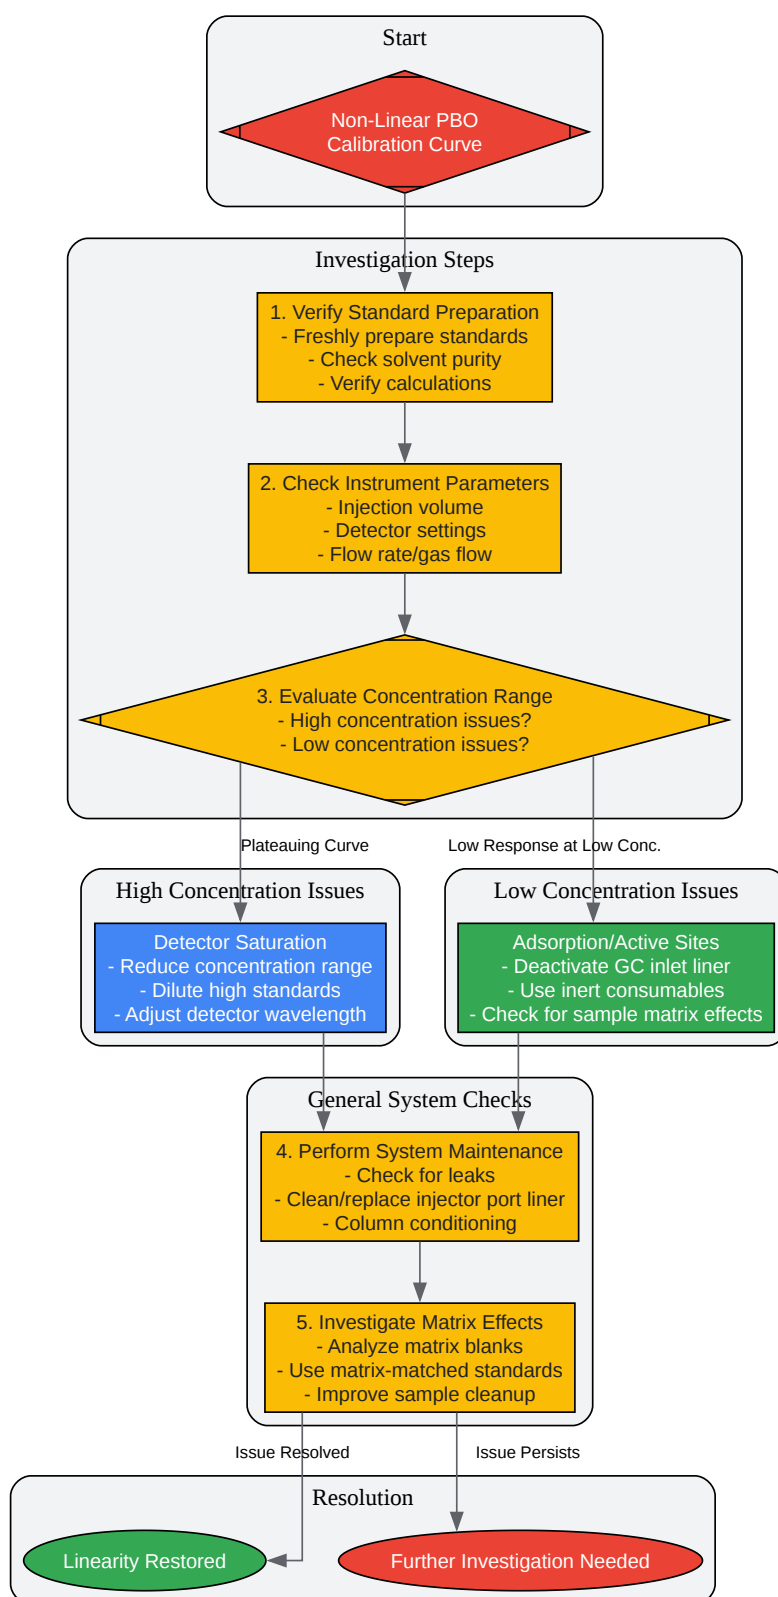 Start
Non-Linear PBO
Calibration Curve
Investigation Steps
1. Verify Standard Preparation
- Freshly prepare standards
- Check solvent purity
- Verify calculations
2. Check Instrument Parameters
- Injection volume
- Detector settings
- Flow rate/gas flow
3. Evaluate Concentration Range
- High concentration issues?
- Low concentration issues?
Plateauing Curve
Low Response at Low Conc.
High Concentration Issues
Detector Saturation
- Reduce concentration range
- Dilute high standards
- Adjust detector wavelength
Low Concentration Issues
Adsorption/Active Sites
- Deactivate GC inlet liner
- Use inert consumables
- Check for sample matrix effects
General System Checks
4. Perform System Maintenance
- Check for leaks
- Clean/replace injector port liner
- Column conditioning
5. Investigate Matrix Effects
- Analyze matrix blanks
- Use matrix-matched standards
- Improve sample cleanup
Issue Resolved
Issue Persists
Resolution
Linearity Restored
Further Investigation Needed